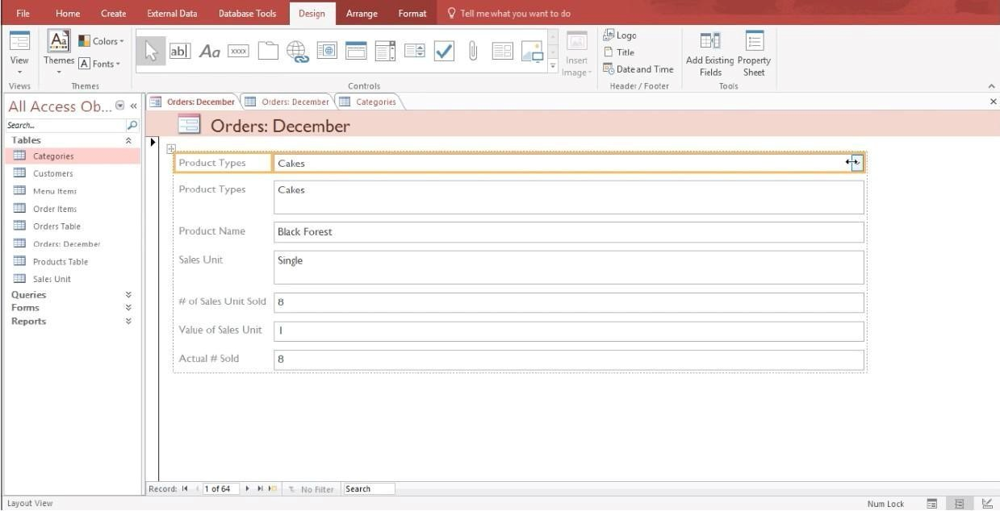 File Home Create External Data Database Tools Design Arrange Format Tell me what you want to do
View Themes Colors Fonts ab| Aa xxxx Insert Image Logo Title Date and Time Add Existing Fields Property Sheet
Views Themes Controls Header / Footer Tools
All Access Ob... «
Orders: December Orders: December Categories
Search...
Orders: December
Tables
Categories
Customers
Menu Items
Order Items
Orders Table
Orders: December
Products Table
Sales Unit
Queries
Forms
Reports
Product Types Cakes
Product Types Cakes
Product Name Black Forest
Sales Unit Single
# of Sales Unit Sold 8
Value of Sales Unit 1
Actual # Sold 8
Record: 1 of 64 No Filter Search
Layout View Num Lock